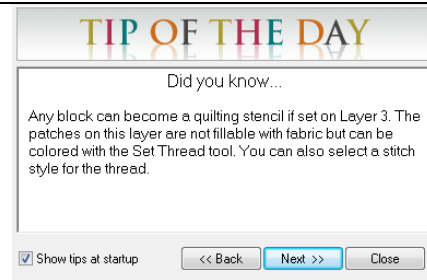 TIP OF THE DAY
Did you know...
Any block can become a quilting stencil if set on Layer 3. The
patches on this layer are not fillable with fabric but can be
colored with the Set Thread tool. You can also select a stitch
style for the thread.
Show tips at startup
<< Back
Next >>
Close